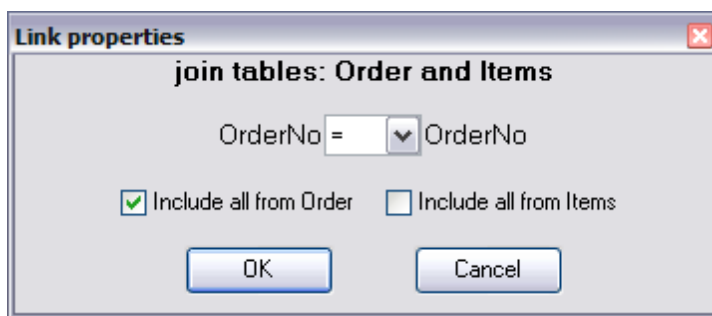 Link properties
join tables: Order and Items
OrderNo = OrderNo
Include all from Order Include all from Items
OK Cancel